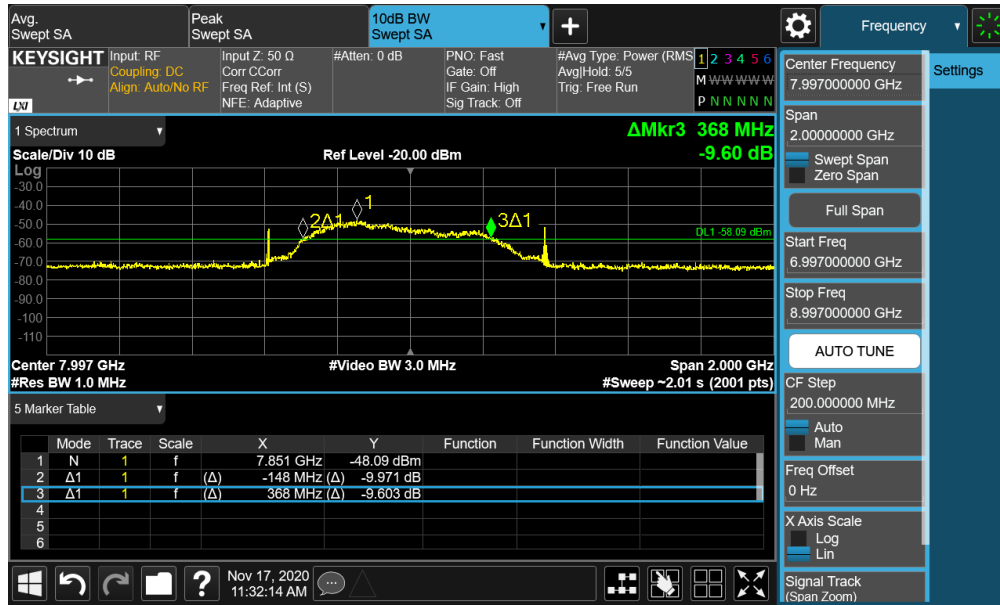 Avg.
Swept SA
Peak
Swept SA
10dB BW
Swept SA
Frequency
KEYSIGHT
LXI
Input: RF
Coupling: DC
Align: Auto/No RF
Input Z: 50 Ω
Corr CCorr
Freq Ref: Int (S)
NFE: Adaptive
#Atten: 0 dB
PNO: Fast
Gate: Off
IF Gain: High
Sig Track: Off
#Avg Type: Power (RMS
Avg|Hold: 5/5
Trig: Free Run
1 2 3 4 5 6
M W W W W W
P N N N N N
1 Spectrum
ΔMkr3 368 MHz
Scale/Div 10 dB
Ref Level -20.00 dBm
-9.60 dB
Log
-30.0
-40.0
-50.0
-60.0
-70.0
-80.0
-90.0
-100
-110
2Δ1
1
3Δ1
DL1 -58.09 dBm
Center 7.997 GHz
#Video BW 3.0 MHz
Span 2.000 GHz
#Res BW 1.0 MHz
#Sweep ~2.01 s (2001 pts)
5 Marker Table
Mode Trace Scale X Y Function Function Width Function Value
1 N 1 f 7.851 GHz -48.09 dBm
2 Δ1 1 f (Δ) -148 MHz (Δ) -9.971 dB
3 Δ1 1 f (Δ) 368 MHz (Δ) -9.603 dB
4
5
6
Nov 17, 2020
11:32:14 AM
Center Frequency
7.997000000 GHz
Settings
Span
2.00000000 GHz
Swept Span
Zero Span
Full Span
Start Freq
6.997000000 GHz
Stop Freq
8.997000000 GHz
AUTO TUNE
CF Step
200.000000 MHz
Auto
Man
Freq Offset
0 Hz
X Axis Scale
Log
Lin
Signal Track
(Span Zoom)